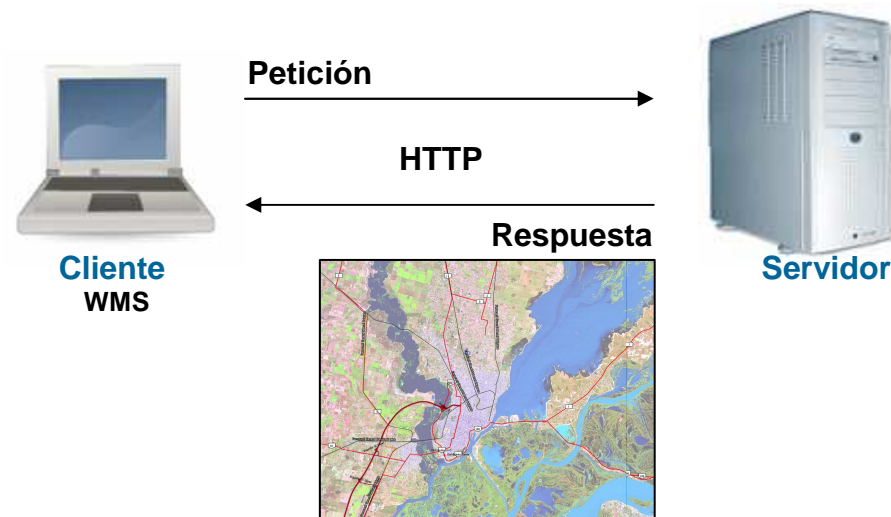 Petición
HTTP
Respuesta
Cliente
WMS
Servidor